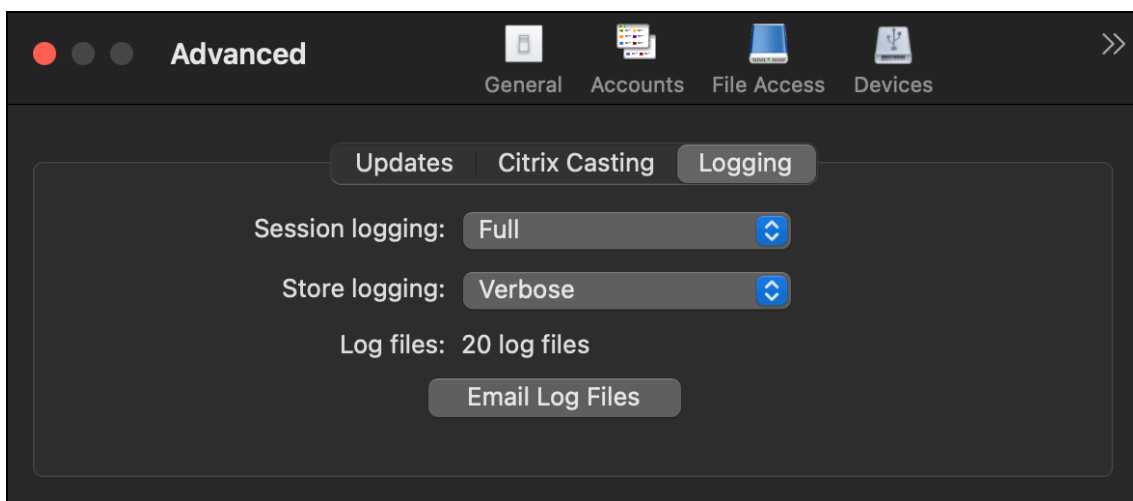 Advanced
General Accounts File Access Devices
Updates Citrix Casting Logging
Session logging: Full
Store logging: Verbose
Log files: 20 log files
Email Log Files